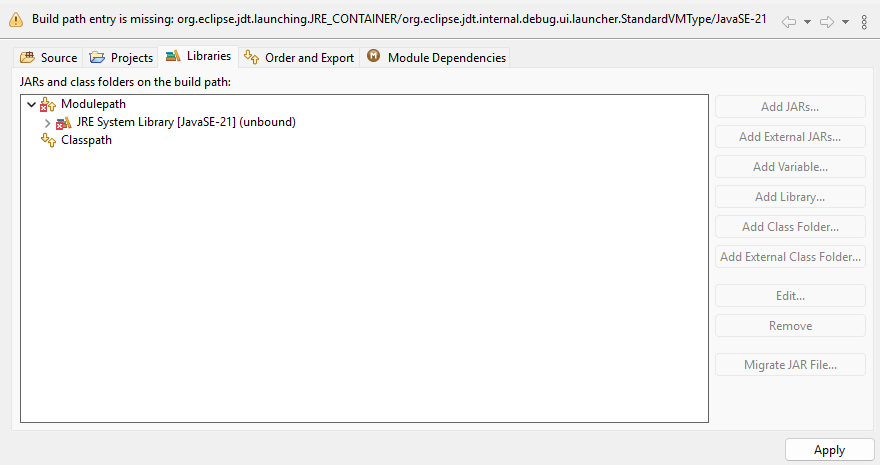 Build path entry is missing: org.eclipse.jdt.launching.JRE_CONTAINER/org.eclipse.jdt.internal.debug.ui.launcher.StandardVMType/JavaSE-21
Source Projects Libraries Order and Export M Module Dependencies
JARs and class folders on the build path:
Modulepath
JRE System Library [JavaSE-21] (unbound)
Classpath
Add JARs...
Add External JARs...
Add Variable...
Add Library...
Add Class Folder...
Add External Class Folder...
Edit...
Remove
Migrate JAR File...
Apply